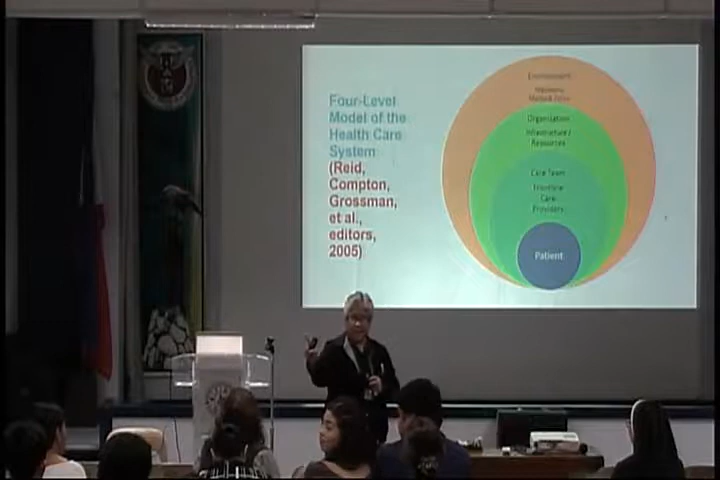 Four-Level
Model of the
Health Care
System
(Reid,
Compton,
Grossman,
et al.,
editors,
2005)
Environment
Organization
Infrastructure/
Resources
Care Team
Frontline
Care
Providers
Patient